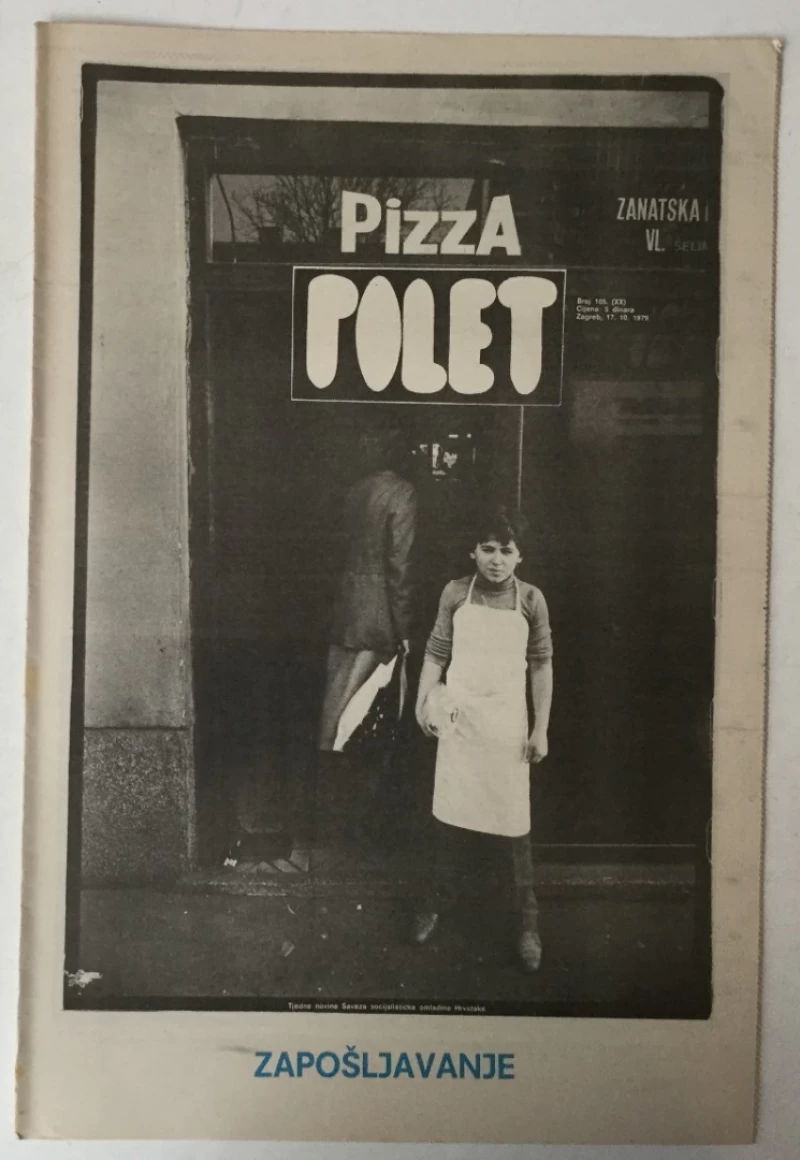 PizzA
ZANATSKA
VL. ŠELIM
POLET
Broj 105. (XX)
Cijena 5 dinara
Zagreb, 17. 10. 1979.
Tjedne novine Saveza socijalističke omladine Hrvatske
ZAPOŠLJAVANJE